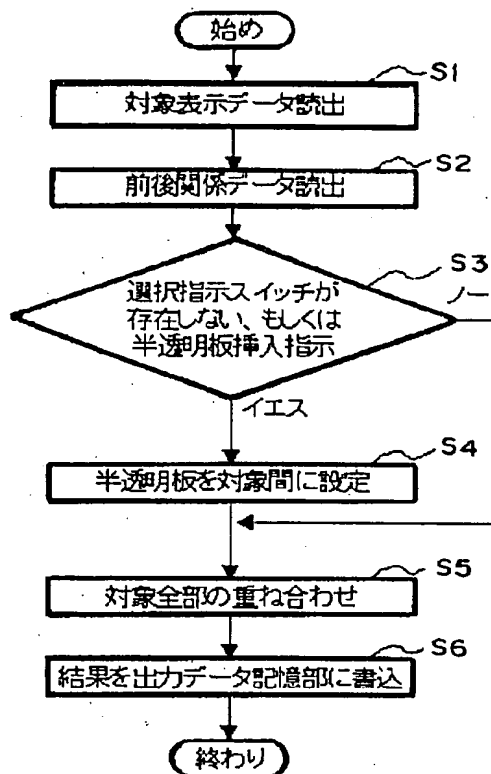 始め
S1
対象表示データ読出
S2
前後関係データ読出
S3
選択指示スイッチが
存在しない、もしくは
半透明板挿入指示
ノー
イエス
S4
半透明板を対象間に設定
S5
対象全部の重ね合わせ
S6
結果を出力データ記憶部に書込
終わり